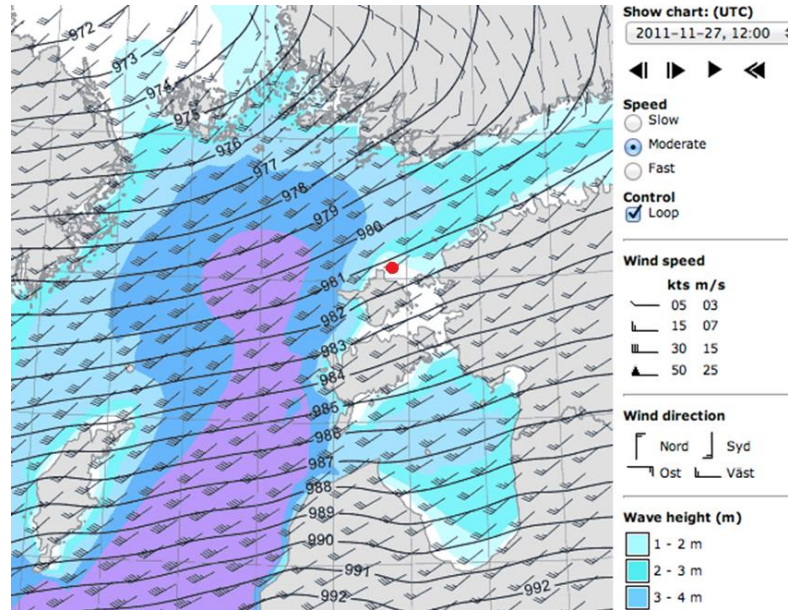 972
973
974
975
976
977
978
979
980
981
982
983
984
985
986
987
988
989
990
991
992
992
Show chart: (UTC)
2011-11-27, 12:00
Speed
Slow
Moderate
Fast
Control
Loop
Wind speed
kts m/s
05 03
15 07
30 15
50 25
Wind direction
Nord Syd
Ost Väst
Wave height (m)
1 - 2 m
2 - 3 m
3 - 4 m